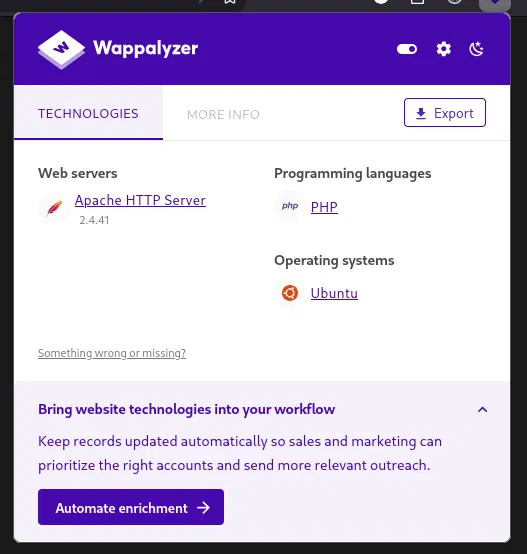 Wappalyzer
TECHNOLOGIES
MORE INFO
Export
Web servers
Apache HTTP Server
2.4.41
Programming languages
php
PHP
Operating systems
Ubuntu
Something wrong or missing?
Bring website technologies into your workflow
Keep records updated automatically so sales and marketing can
prioritize the right accounts and send more relevant outreach.
Automate enrichment